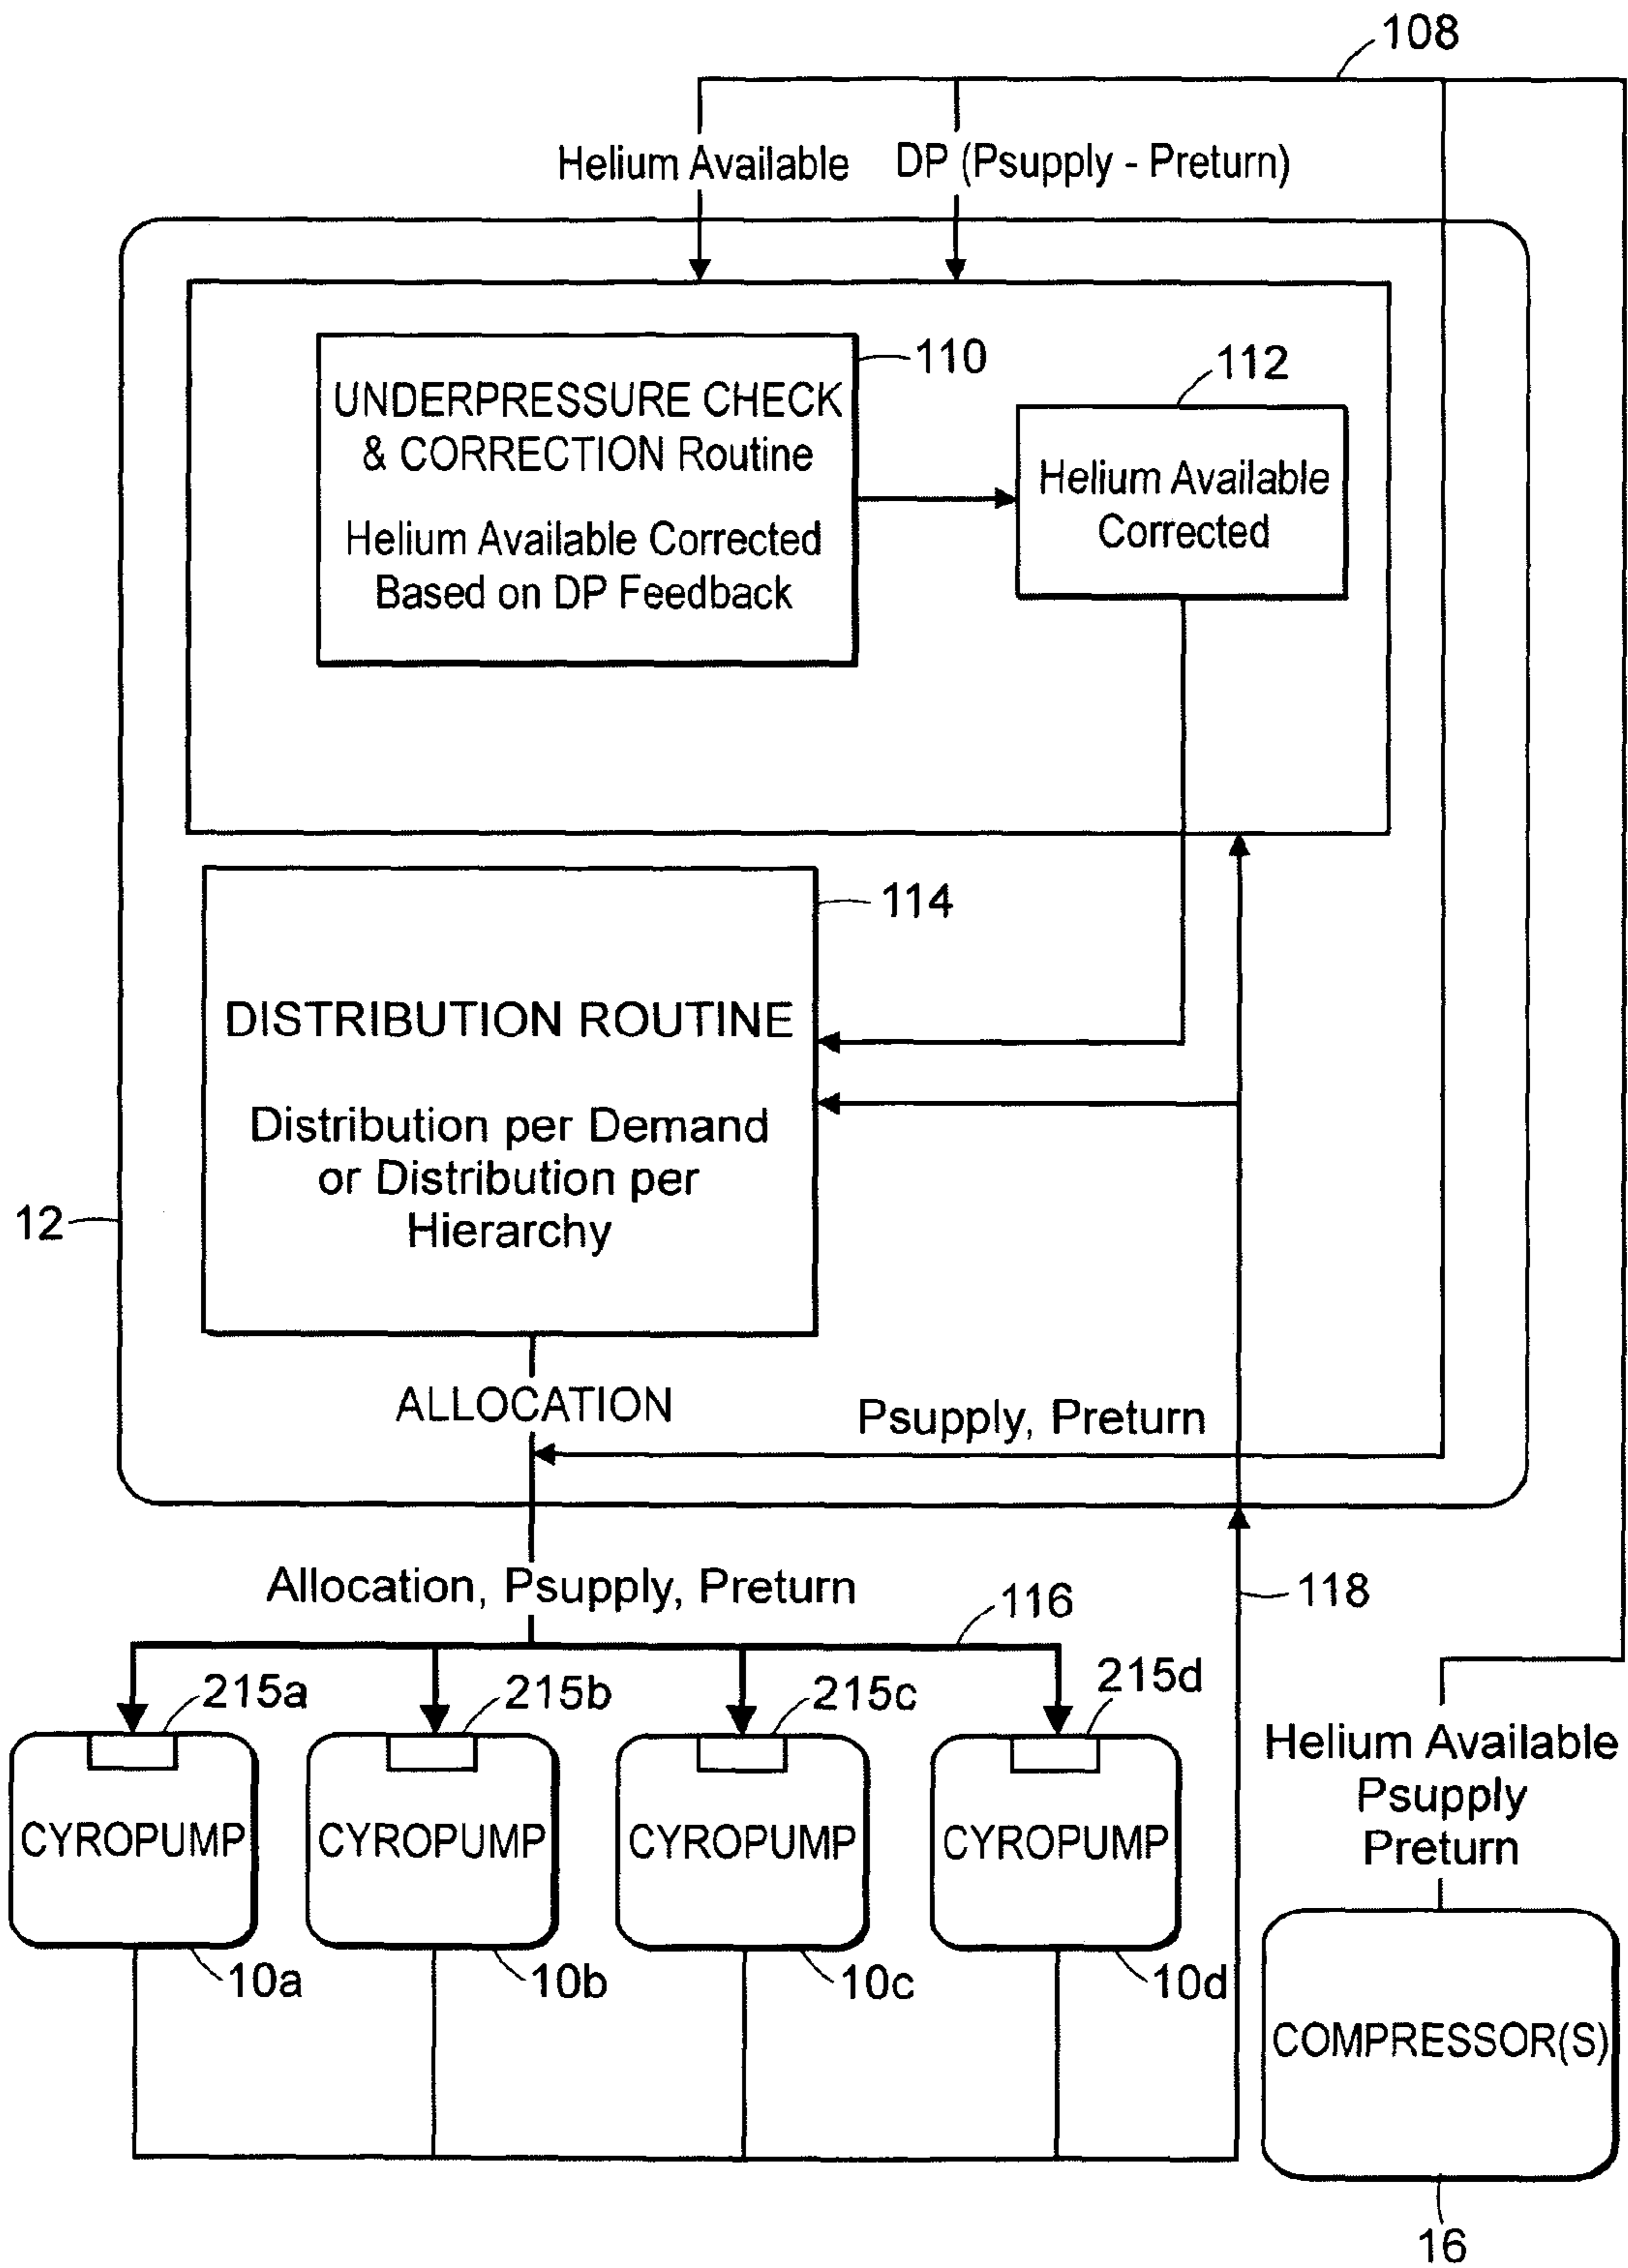 108
Helium Available
DP (Psupply - Preturn)
110
112
UNDERPRESSURE CHECK
& CORRECTION Routine
Helium Available Corrected
Based on DP Feedback
Helium Available
Corrected
114
DISTRIBUTION ROUTINE
Distribution per Demand
or Distribution per
Hierarchy
12
ALLOCATION
Psupply, Preturn
Allocation, Psupply, Preturn
116
118
215a
215b
215c
215d
CYROPUMP
CYROPUMP
CYROPUMP
CYROPUMP
10a
10b
10c
10d
Helium Available
Psupply
Preturn
COMPRESSOR(S)
16